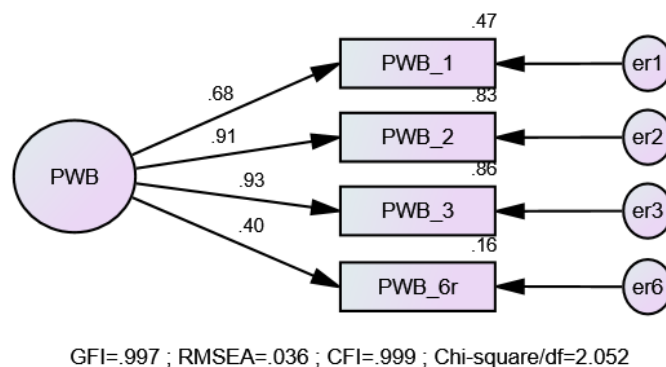 .47
PWB_1
er1
.68
.83
.91
PWB_2
er2
PWB
.86
.93
PWB_3
er3
.40
.16
PWB_6r
er6
GFI=.997 ; RMSEA=.036 ; CFI=.999 ; Chi-square/df=2.052